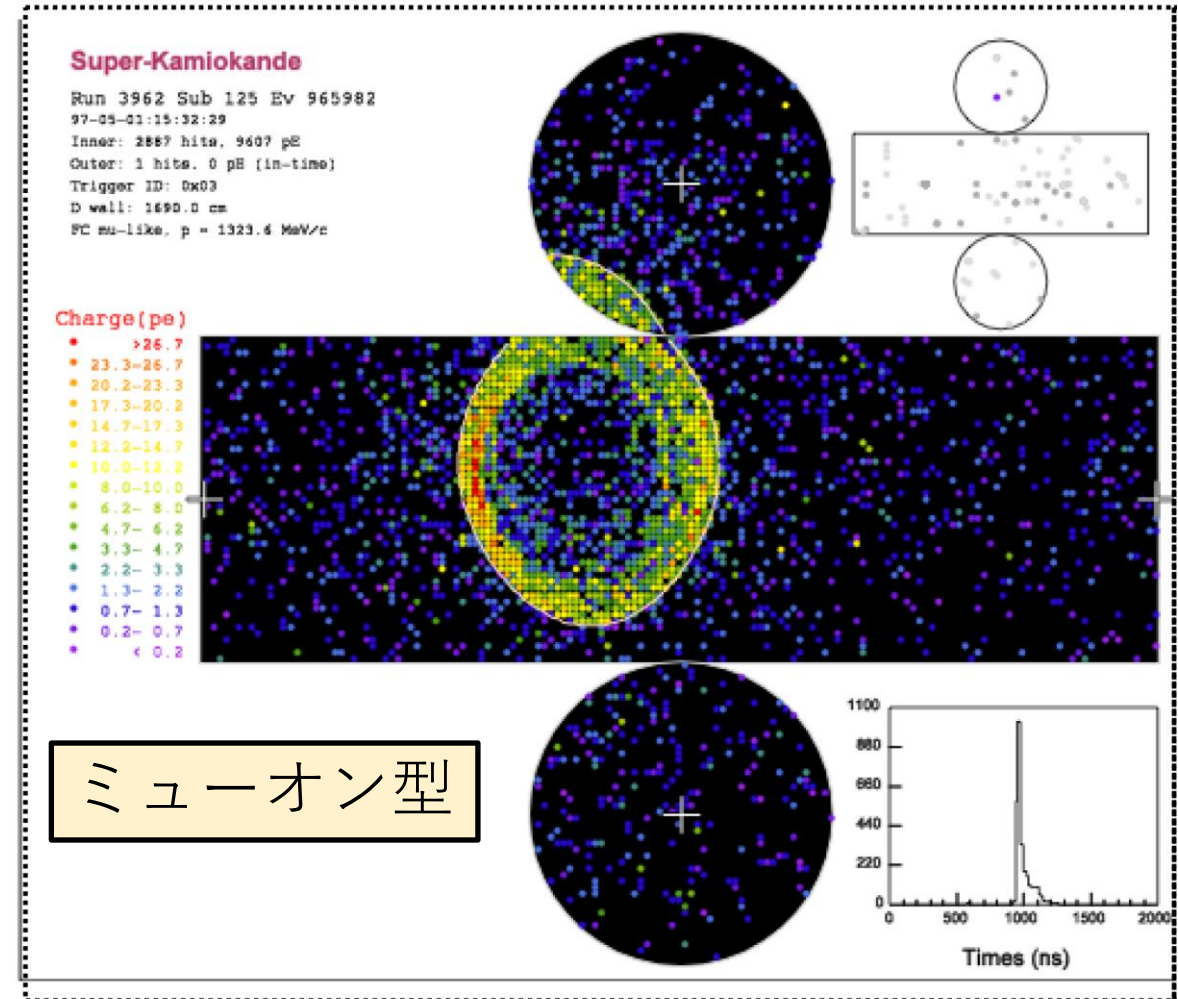 Super-Kamiokande
Run 3962 Sub 125 Ev 965982
97-05-01:15:32:29
Inner: 2887 hits, 9607 pE
Outer: 1 hits, 0 pE (in-time)
Trigger ID: 0x03
D wall: 1690.0 cm
FC mu-like, p = 1323.6 MeV/c
Charge(pe)
>26.7
23.3-26.7
20.2-23.3
17.3-20.2
14.7-17.3
12.2-14.7
10.0-12.2
8.0-10.0
6.2- 8.0
4.7- 6.2
3.3- 4.7
2.2- 3.3
1.3- 2.2
0.7- 1.3
0.2- 0.7
< 0.2
ミューオン型
1100
880
660
440
220
0
0 500 1000 1500 2000
Times (ns)